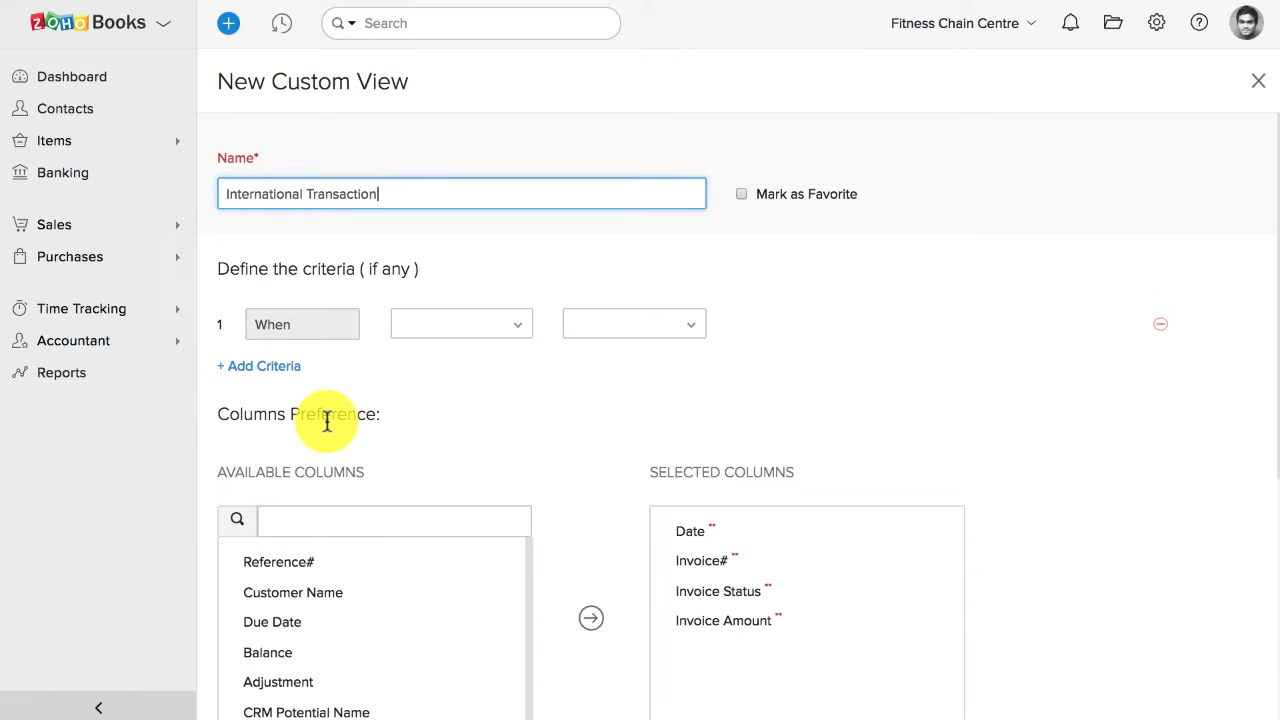 ZOHO Books
Search
Fitness Chain Centre
Dashboard
Contacts
Items
Banking
Sales
Purchases
Time Tracking
Accountant
Reports
New Custom View
Name*
International Transaction
Mark as Favorite
Define the criteria ( if any )
1 When
+ Add Criteria
Columns Preference:
AVAILABLE COLUMNS
Reference#
Customer Name
Due Date
Balance
Adjustment
CRM Potential Name
SELECTED COLUMNS
Date **
Invoice# **
Invoice Status **
Invoice Amount **